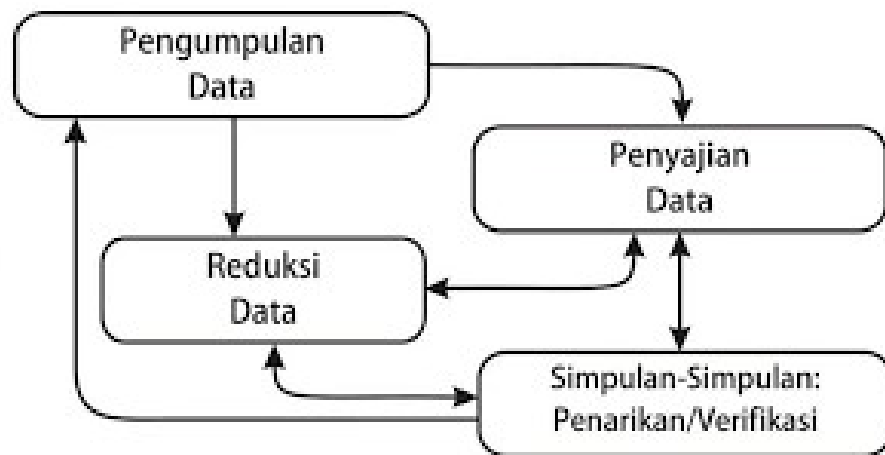 Pengumpulan
Data
Penyajian
Data
Reduksi
Data
Simpulan-Simpulan:
Penarikan/Verifikasi